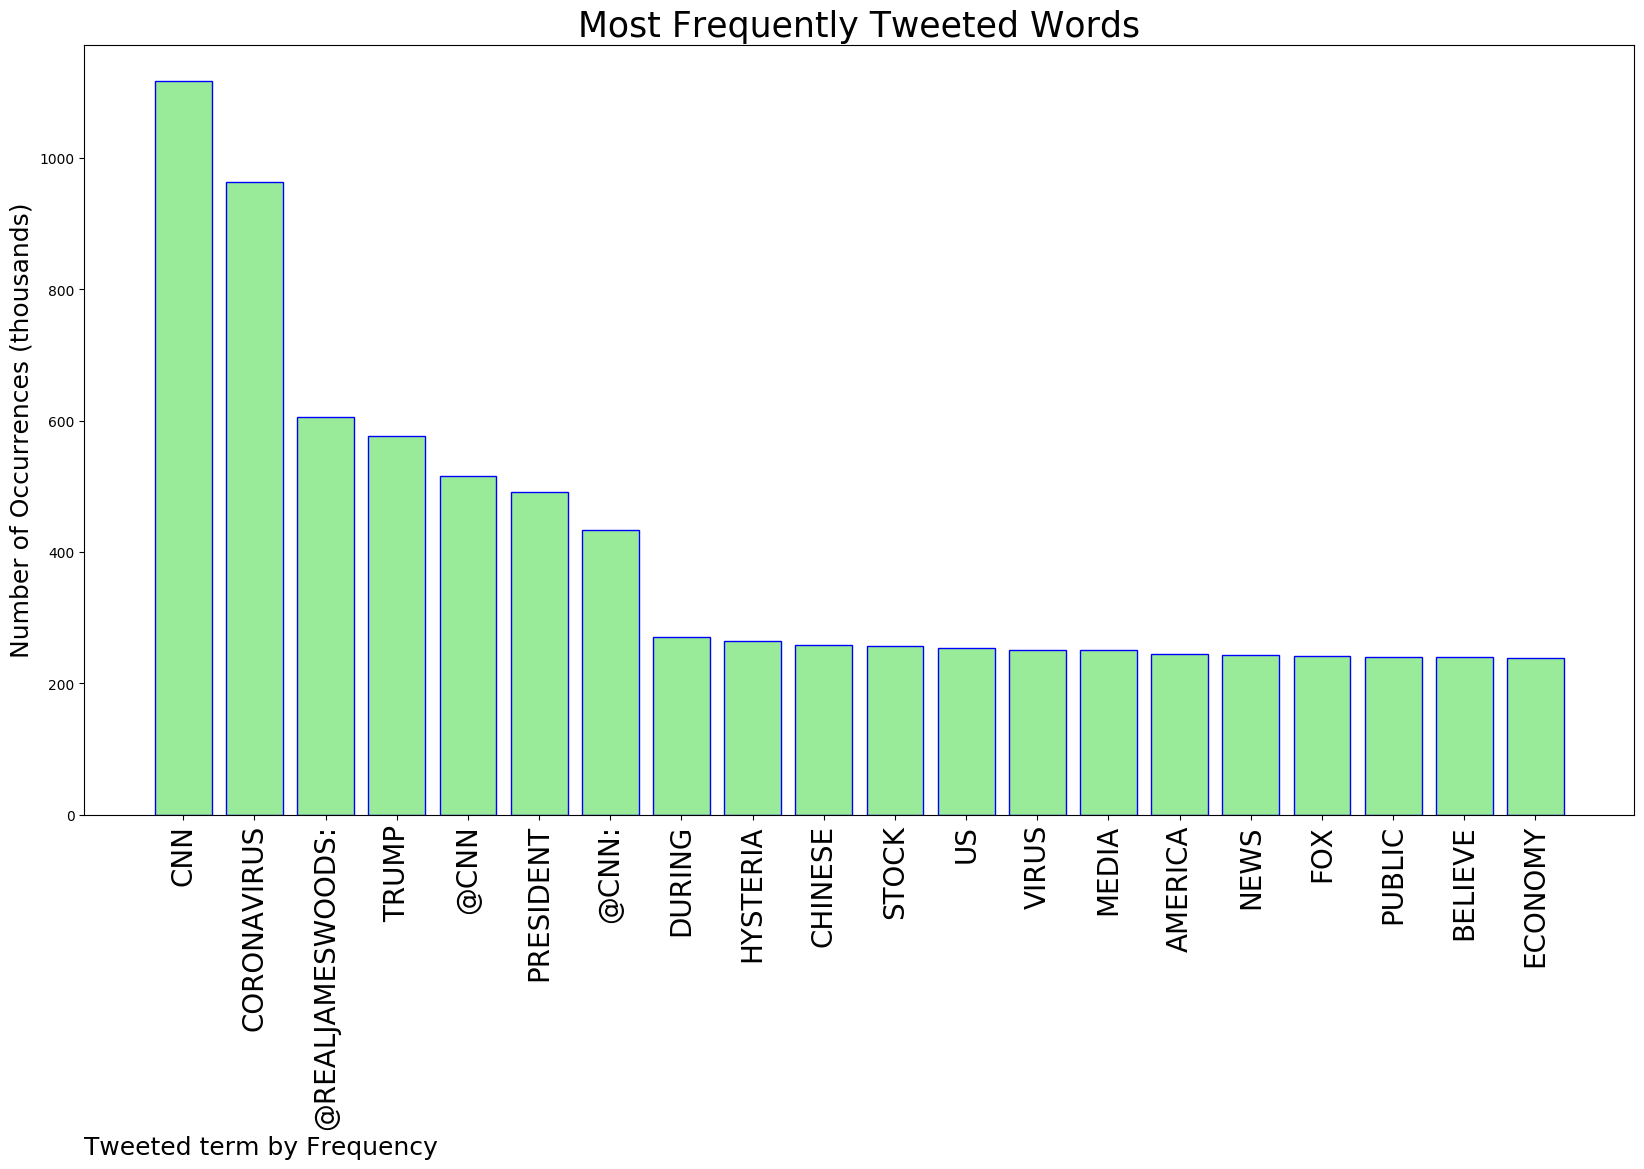 Most Frequently Tweeted Words
Number of Occurrences (thousands)
1000
800
600
400
200
0
CNN
CORONAVIRUS
@REALJAMESWOODS:
TRUMP
@CNN
PRESIDENT
@CNN:
DURING
HYSTERIA
CHINESE
STOCK
US
VIRUS
MEDIA
AMERICA
NEWS
FOX
PUBLIC
BELIEVE
ECONOMY
Tweeted term by Frequency